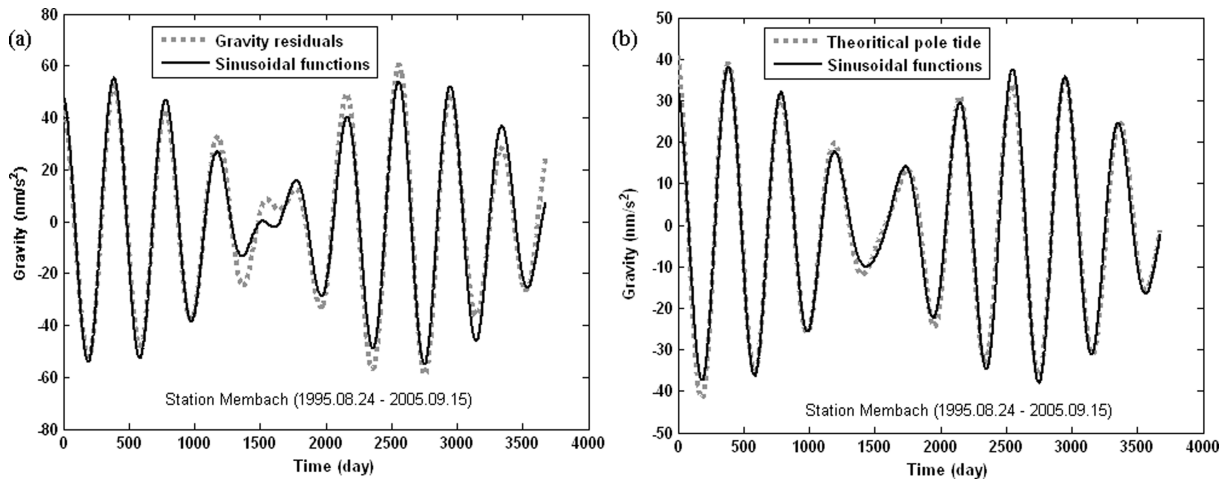 (a)
Gravity residuals
Sinusoidal functions
Gravity (nm/s²)
80
60
40
20
0
-20
-40
-60
-80
Station Membach (1995.08.24 - 2005.09.15)
0 500 1000 1500 2000 2500 3000 3500 4000
Time (day)
(b)
Theoritical pole tide
Sinusoidal functions
Gravity (nm/s²)
50
40
30
20
10
0
-10
-20
-30
-40
-50
Station Membach (1995.08.24 - 2005.09.15)
0 500 1000 1500 2000 2500 3000 3500 4000
Time (day)